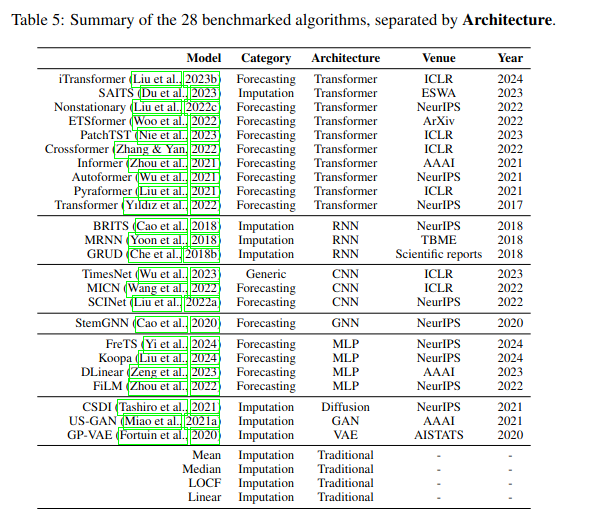 Table 5: Summary of the 28 benchmarked algorithms, separated by Architecture.
Model Category Architecture Venue Year
iTransformer (Liu et al., 2023b) Forecasting Transformer ICLR 2024
SAITS (Du et al., 2023) Imputation Transformer ESWA 2023
Nonstationary (Liu et al., 2022c) Forecasting Transformer NeurIPS 2022
ETSformer (Woo et al., 2022) Forecasting Transformer ArXiv 2022
PatchTST (Nie et al., 2023) Forecasting Transformer ICLR 2023
Crossformer (Zhang & Yan, 2022) Forecasting Transformer ICLR 2022
Informer (Zhou et al., 2021) Forecasting Transformer AAAI 2021
Autoformer (Wu et al., 2021) Forecasting Transformer NeurIPS 2021
Pyraformer (Liu et al., 2021) Forecasting Transformer ICLR 2021
Transformer (Yıldız et al., 2022) Forecasting Transformer NeurIPS 2017
BRITS (Cao et al., 2018) Imputation RNN NeurIPS 2018
MRNN (Yoon et al., 2018) Imputation RNN TBME 2018
GRUD (Che et al., 2018b) Imputation RNN Scientific reports 2018
TimesNet (Wu et al., 2023) Generic CNN ICLR 2023
MICN (Wang et al., 2022) Forecasting CNN ICLR 2022
SCINet (Liu et al., 2022a) Forecasting CNN NeurIPS 2022
StemGNN (Cao et al., 2020) Forecasting GNN NeurIPS 2020
FreTS (Yi et al., 2024) Forecasting MLP NeurIPS 2024
Koopa (Liu et al., 2024) Forecasting MLP NeurIPS 2024
DLinear (Zeng et al., 2023) Forecasting MLP AAAI 2023
FiLM (Zhou et al., 2022) Forecasting MLP NeurIPS 2022
CSDI (Tashiro et al., 2021) Imputation Diffusion NeurIPS 2021
US-GAN (Miao et al., 2021a) Imputation GAN AAAI 2021
GP-VAE (Fortuin et al., 2020) Imputation VAE AISTATS 2020
Mean Imputation Traditional - -
Median Imputation Traditional - -
LOCF Imputation Traditional - -
Linear Imputation Traditional - -